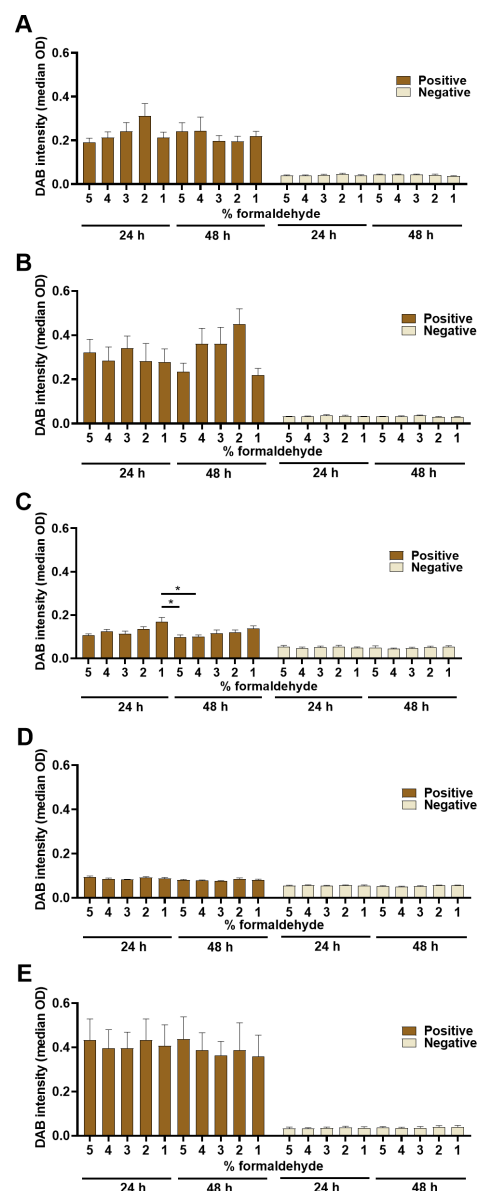 A
DAB intensity (median OD)
0.6
0.4
0.2
0.0
Positive
Negative
5 4 3 2 1 5 4 3 2 1 5 4 3 2 1 5 4 3 2 1
% formaldehyde
24 h 48 h 24 h 48 h
B
DAB intensity (median OD)
0.6
0.4
0.2
0.0
Positive
Negative
5 4 3 2 1 5 4 3 2 1 5 4 3 2 1 5 4 3 2 1
% formaldehyde
24 h 48 h 24 h 48 h
C
DAB intensity (median OD)
0.6
0.4
0.2
0.0
Positive
Negative
*
*
5 4 3 2 1 5 4 3 2 1 5 4 3 2 1 5 4 3 2 1
% formaldehyde
24 h 48 h 24 h 48 h
D
DAB intensity (median OD)
0.6
0.4
0.2
0.0
Positive
Negative
5 4 3 2 1 5 4 3 2 1 5 4 3 2 1 5 4 3 2 1
% formaldehyde
24 h 48 h 24 h 48 h
E
DAB intensity (median OD)
0.6
0.4
0.2
0.0
Positive
Negative
5 4 3 2 1 5 4 3 2 1 5 4 3 2 1 5 4 3 2 1
% formaldehyde
24 h 48 h 24 h 48 h